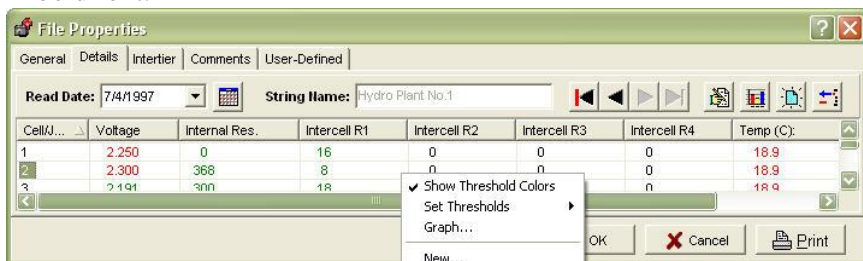 File Properties
General Details Intertier Comments User-Defined
Read Date: 7/4/1997 String Name: Hydro Plant No.1
Cell/J... Voltage Internal Res. Intercell R1 Intercell R2 Intercell R3 Intercell R4 Temp (C):
1 2.250 0 16 0 0 0 18.9
2 2.300 368 8 0 0 0 18.9
3 2.191 300 18 0 18.9
Show Threshold Colors
Set Thresholds
Graph...
OK Cancel Print
New...